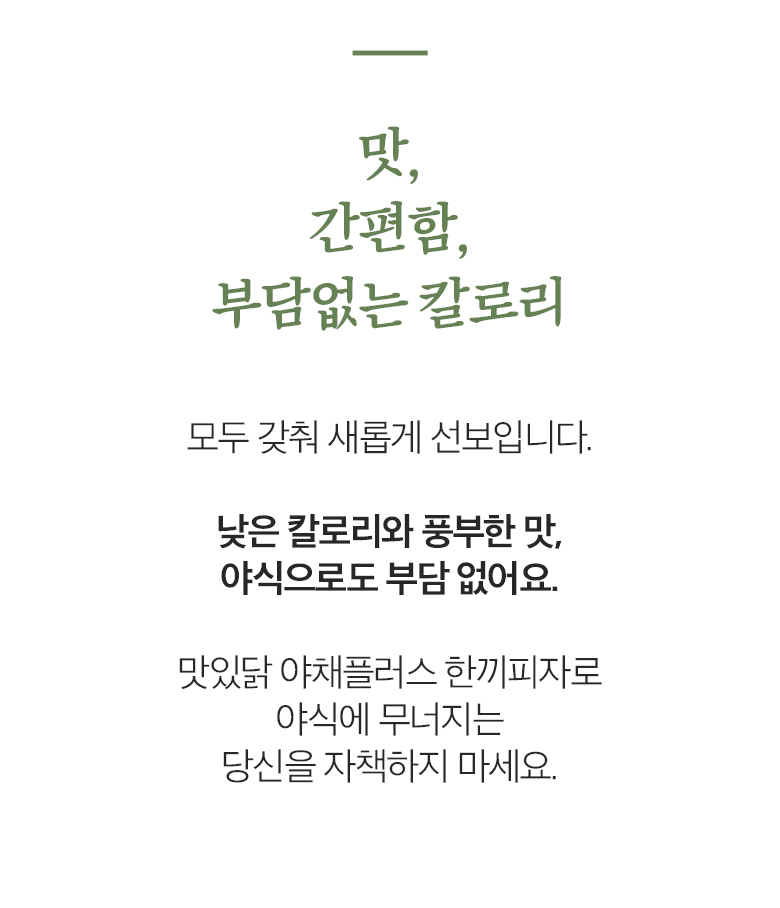 맛,
간편함,
부담없는 칼로리
모두 갖춰 새롭게 선보입니다.
낮은 칼로리와 풍부한 맛,
야식으로도 부담 없어요.
맛있닭 야채플러스 한끼피자로
야식에 무너지는
당신을 자책하지 마세요.